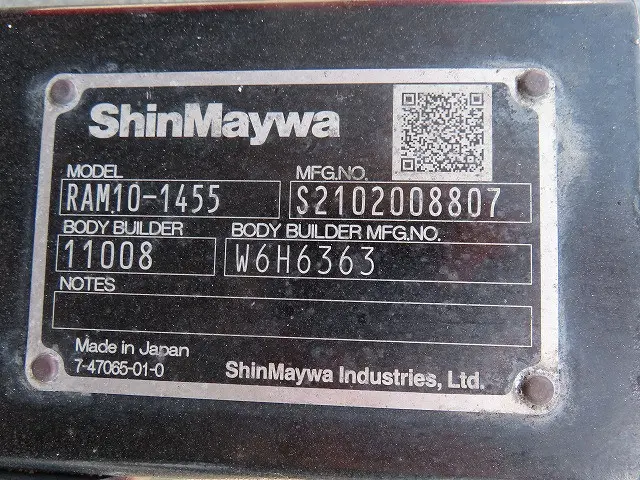 ShinMaywa
MODEL MFG.NO.
RAM10-1455 S2102008807
BODY BUILDER BODY BUILDER MFG.NO.
11008 W6H6363
NOTES
Made in Japan
7-47065-01-0 ShinMaywa Industries, Ltd.